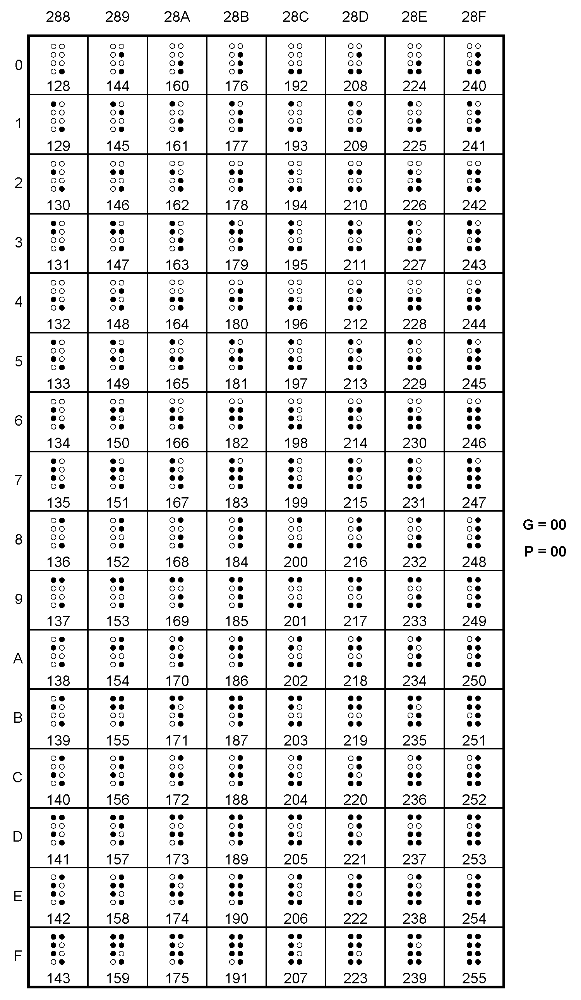 288 289 28A 28B 28C 28D 28E 28F
0 ⢀ ⢐ ⢠ ⢰ ⣀ ⣐ ⣠ ⣰
128 144 160 176 192 208 224 240
1 ⢁ ⢑ ⢡ ⢱ ⣁ ⣑ ⣡ ⣱
129 145 161 177 193 209 225 241
2 ⢂ ⢒ ⢢ ⢲ ⣂ ⣒ ⣢ ⣲
130 146 162 178 194 210 226 242
3 ⢃ ⢓ ⢣ ⢳ ⣃ ⣓ ⣣ ⣳
131 147 163 179 195 211 227 243
4 ⢄ ⢔ ⢤ ⢴ ⣄ ⣔ ⣤ ⣴
132 148 164 180 196 212 228 244
5 ⢅ ⢕ ⢥ ⢵ ⣅ ⣕ ⣥ ⣵
133 149 165 181 197 213 229 245
6 ⢆ ⢖ ⢦ ⢶ ⣆ ⣖ ⣦ ⣶
134 150 166 182 198 214 230 246
7 ⢇ ⢗ ⢧ ⢷ ⣇ ⣗ ⣧ ⣷
135 151 167 183 199 215 231 247
8 ⢈ ⢘ ⢨ ⢸ ⣈ ⣘ ⣨ ⣸
136 152 168 184 200 216 232 248
9 ⢉ ⢙ ⢩ ⢹ ⣉ ⣙ ⣩ ⣹
137 153 169 185 201 217 233 249
A ⢊ ⢚ ⢪ ⢺ ⣊ ⣚ ⣪ ⣺
138 154 170 186 202 218 234 250
B ⢊ ⢛ ⢫ ⢻ ⣋ ⣛ ⣫ ⣻
139 155 171 187 203 219 235 251
C ⢌ ⢜ ⢬ ⢼ ⣌ ⣜ ⣬ ⣼
140 156 172 188 204 220 236 252
D ⢍ ⢝ ⢭ ⢽ ⣍ ⣝ ⣭ ⣽
141 157 173 189 205 221 237 253
E ⢎ ⢞ ⢮ ⢾ ⣎ ⣞ ⣮ ⣾
142 158 174 190 206 222 238 254
F ⢏ ⢟ ⢯ ⢿ ⣏ ⣟ ⣯ ⣿
143 159 175 191 207 223 239 255
G = 00
P = 00